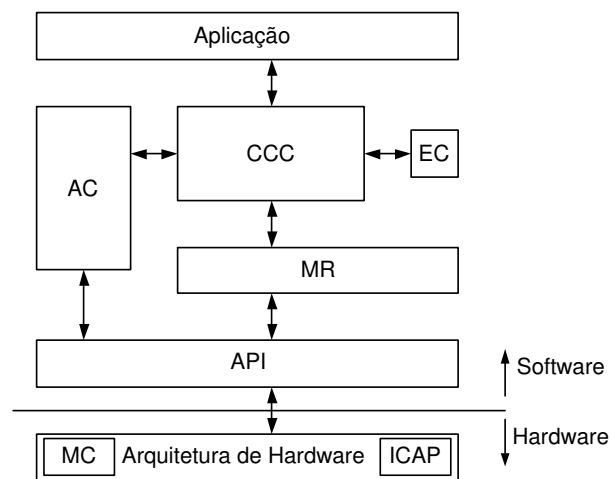 Aplicação
CCC
EC
AC
MR
API
Software
Hardware
MC Arquitetura de Hardware ICAP